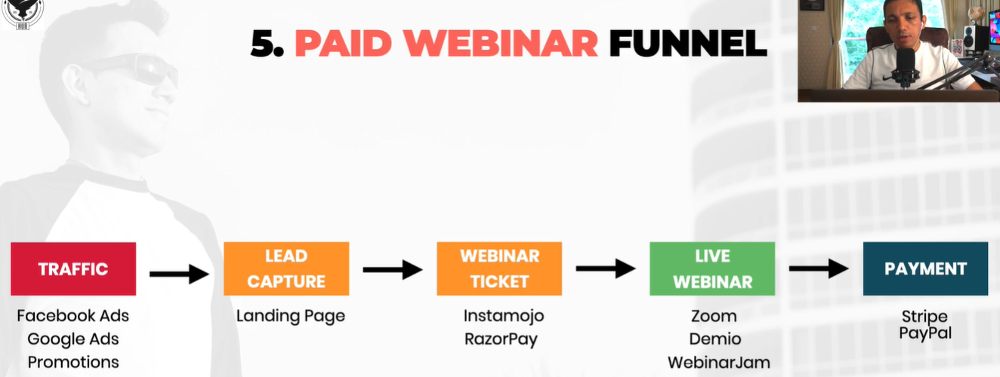 HUB
5. PAID WEBINAR FUNNEL
TRAFFIC
Facebook Ads
Google Ads
Promotions
LEAD
CAPTURE
Landing Page
WEBINAR
TICKET
Instamojo
RazorPay
LIVE
WEBINAR
Zoom
Demio
WebinarJam
PAYMENT
Stripe
PayPal